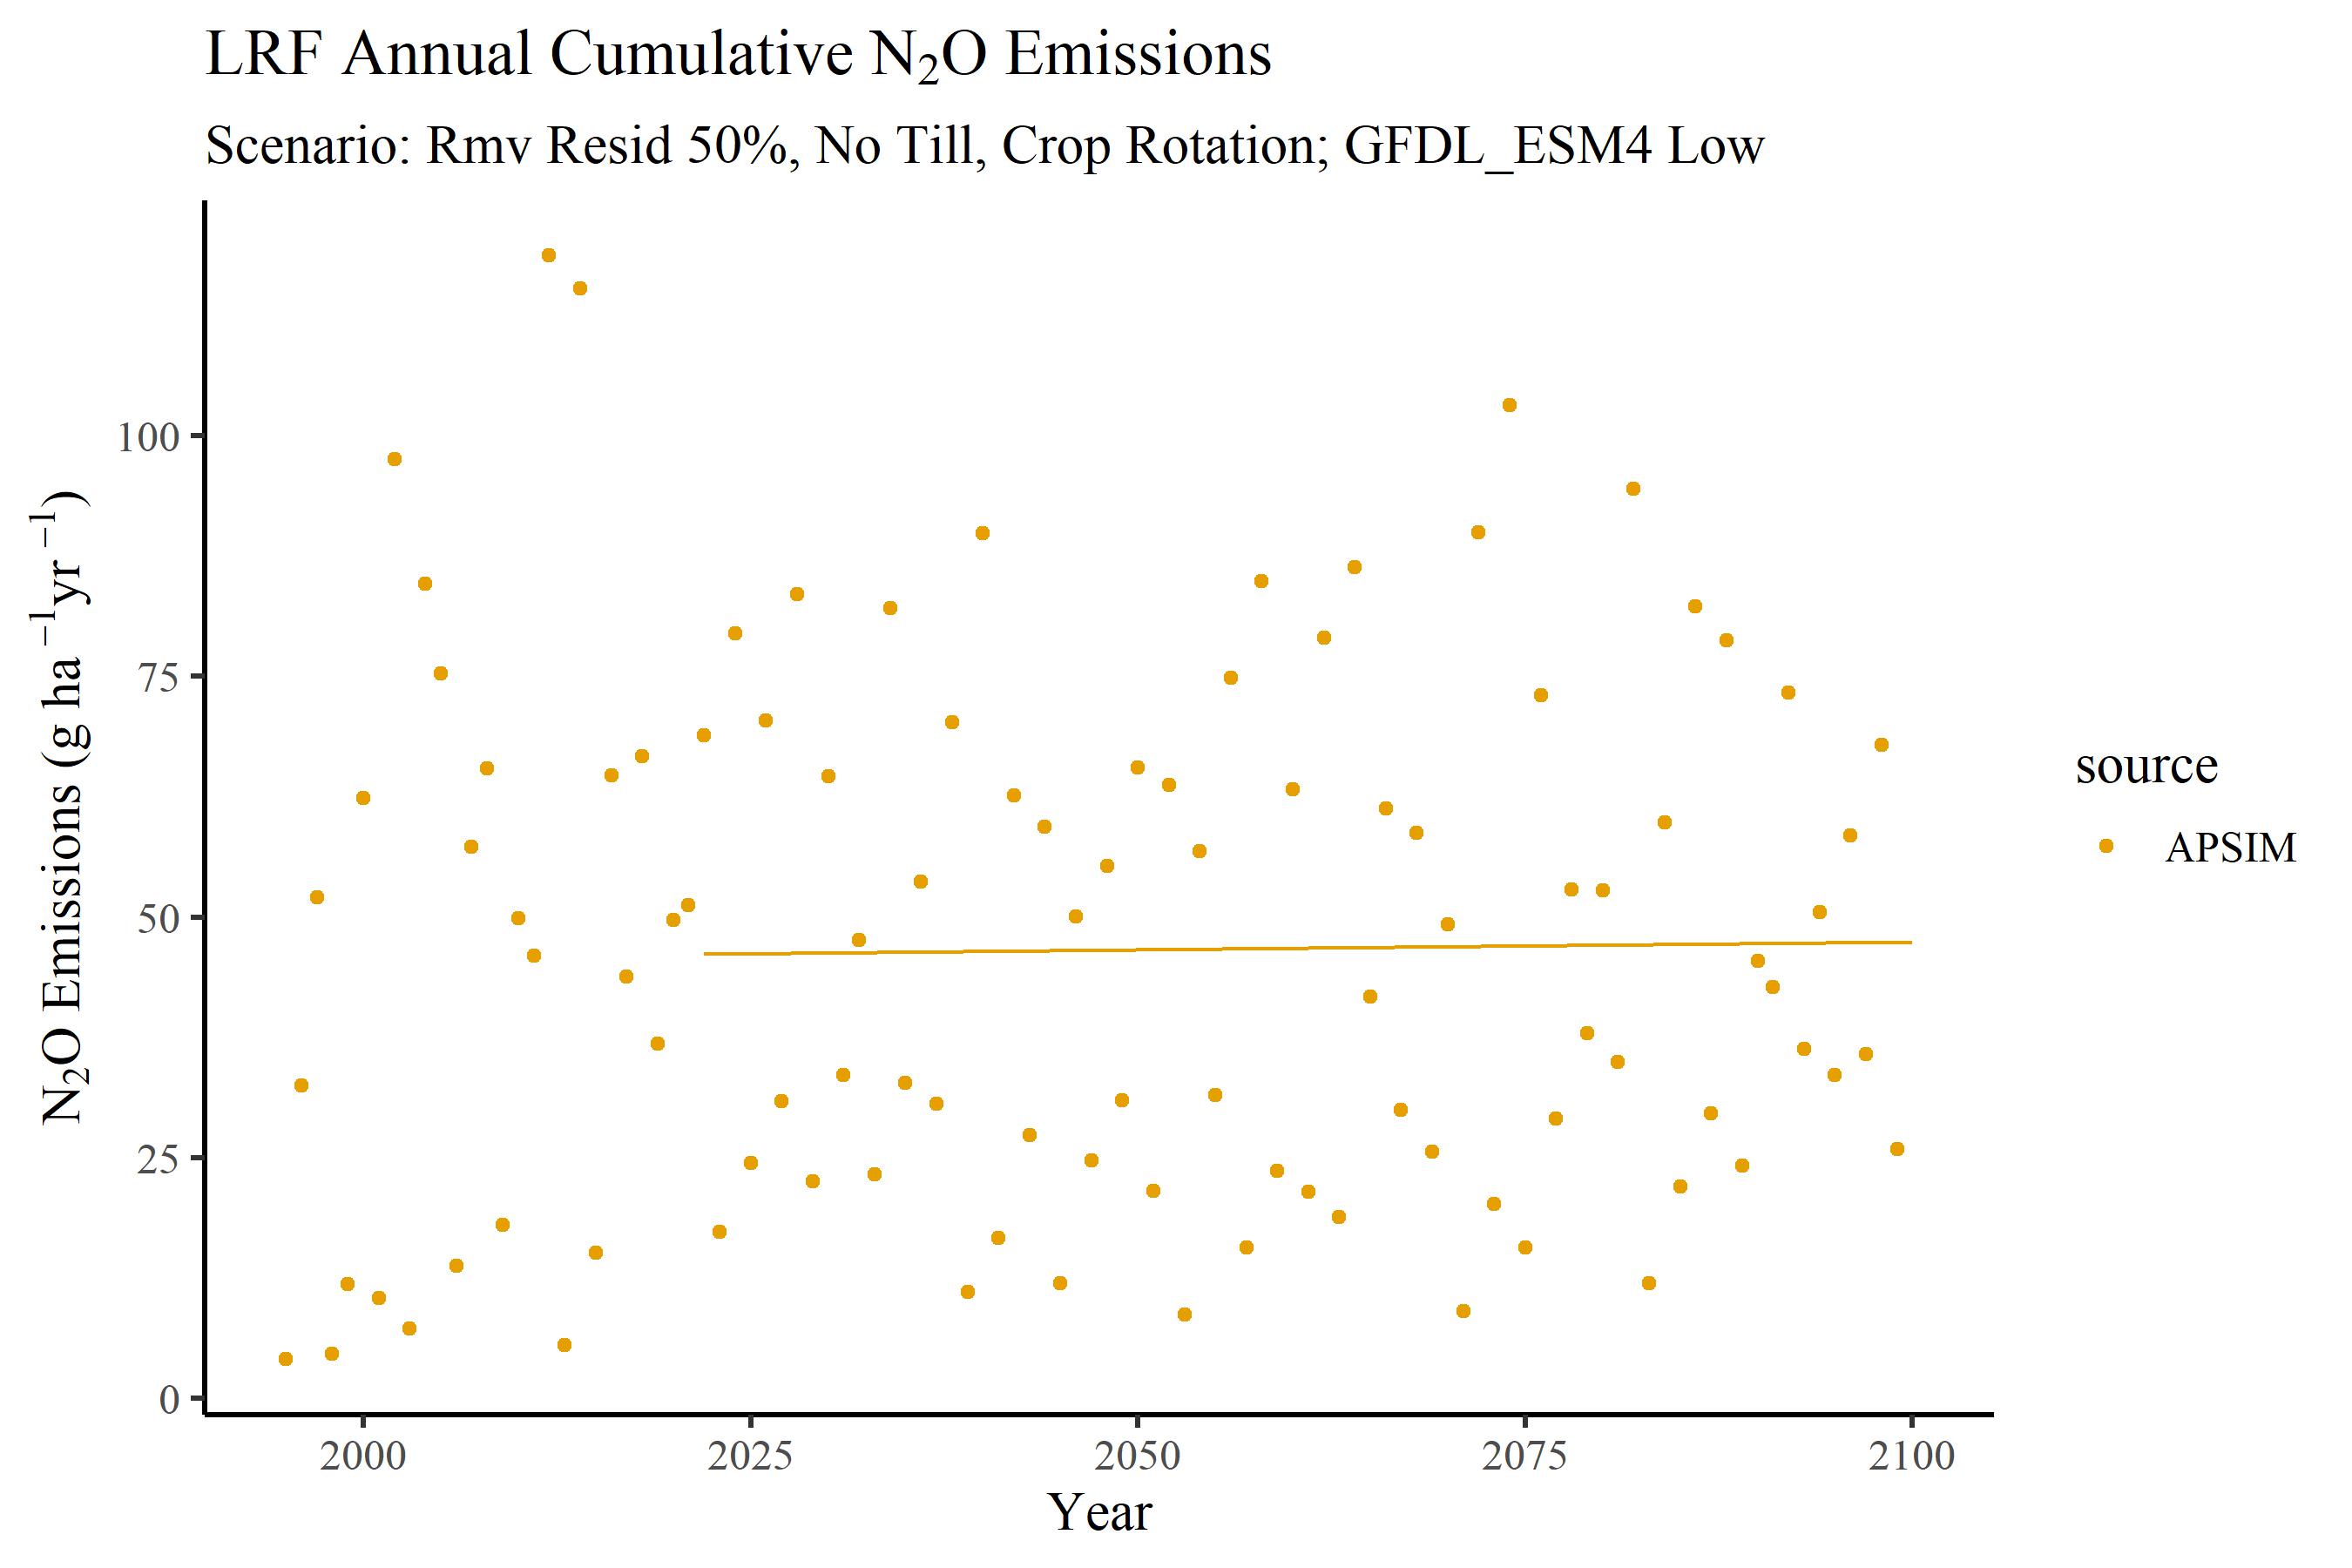 LRF Annual Cumulative N₂O Emissions
Scenario: Rmv Resid 50%, No Till, Crop Rotation; GFDL_ESM4 Low
N₂O Emissions (g ha ⁻¹yr ⁻¹)
100
75
50
25
0
2000 2025 2050 2075 2100
Year
source
APSIM